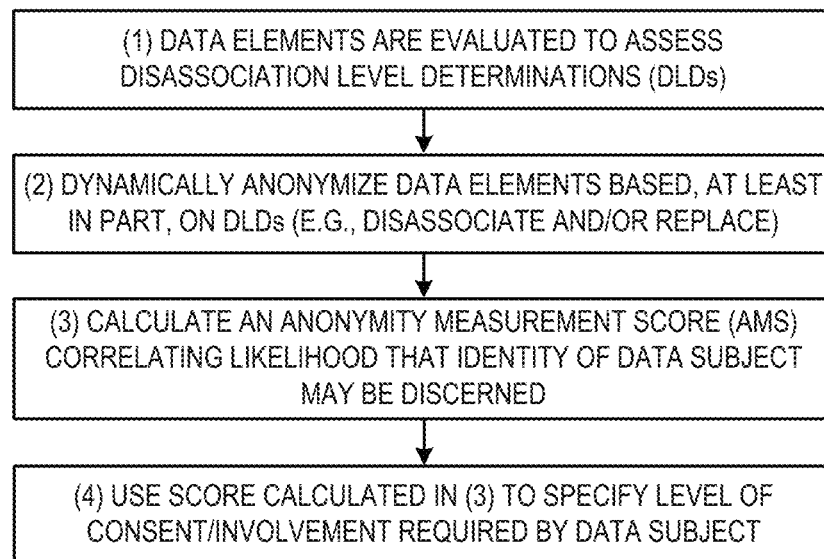 (1) DATA ELEMENTS ARE EVALUATED TO ASSESS
DISASSOCIATION LEVEL DETERMINATIONS (DLDs)
(2) DYNAMICALLY ANONYMIZE DATA ELEMENTS BASED, AT LEAST
IN PART, ON DLDs (E.G., DISASSOCIATE AND/OR REPLACE)
(3) CALCULATE AN ANONYMITY MEASUREMENT SCORE (AMS)
CORRELATING LIKELIHOOD THAT IDENTITY OF DATA SUBJECT
MAY BE DISCERNED
(4) USE SCORE CALCULATED IN (3) TO SPECIFY LEVEL OF
CONSENT/INVOLVEMENT REQUIRED BY DATA SUBJECT